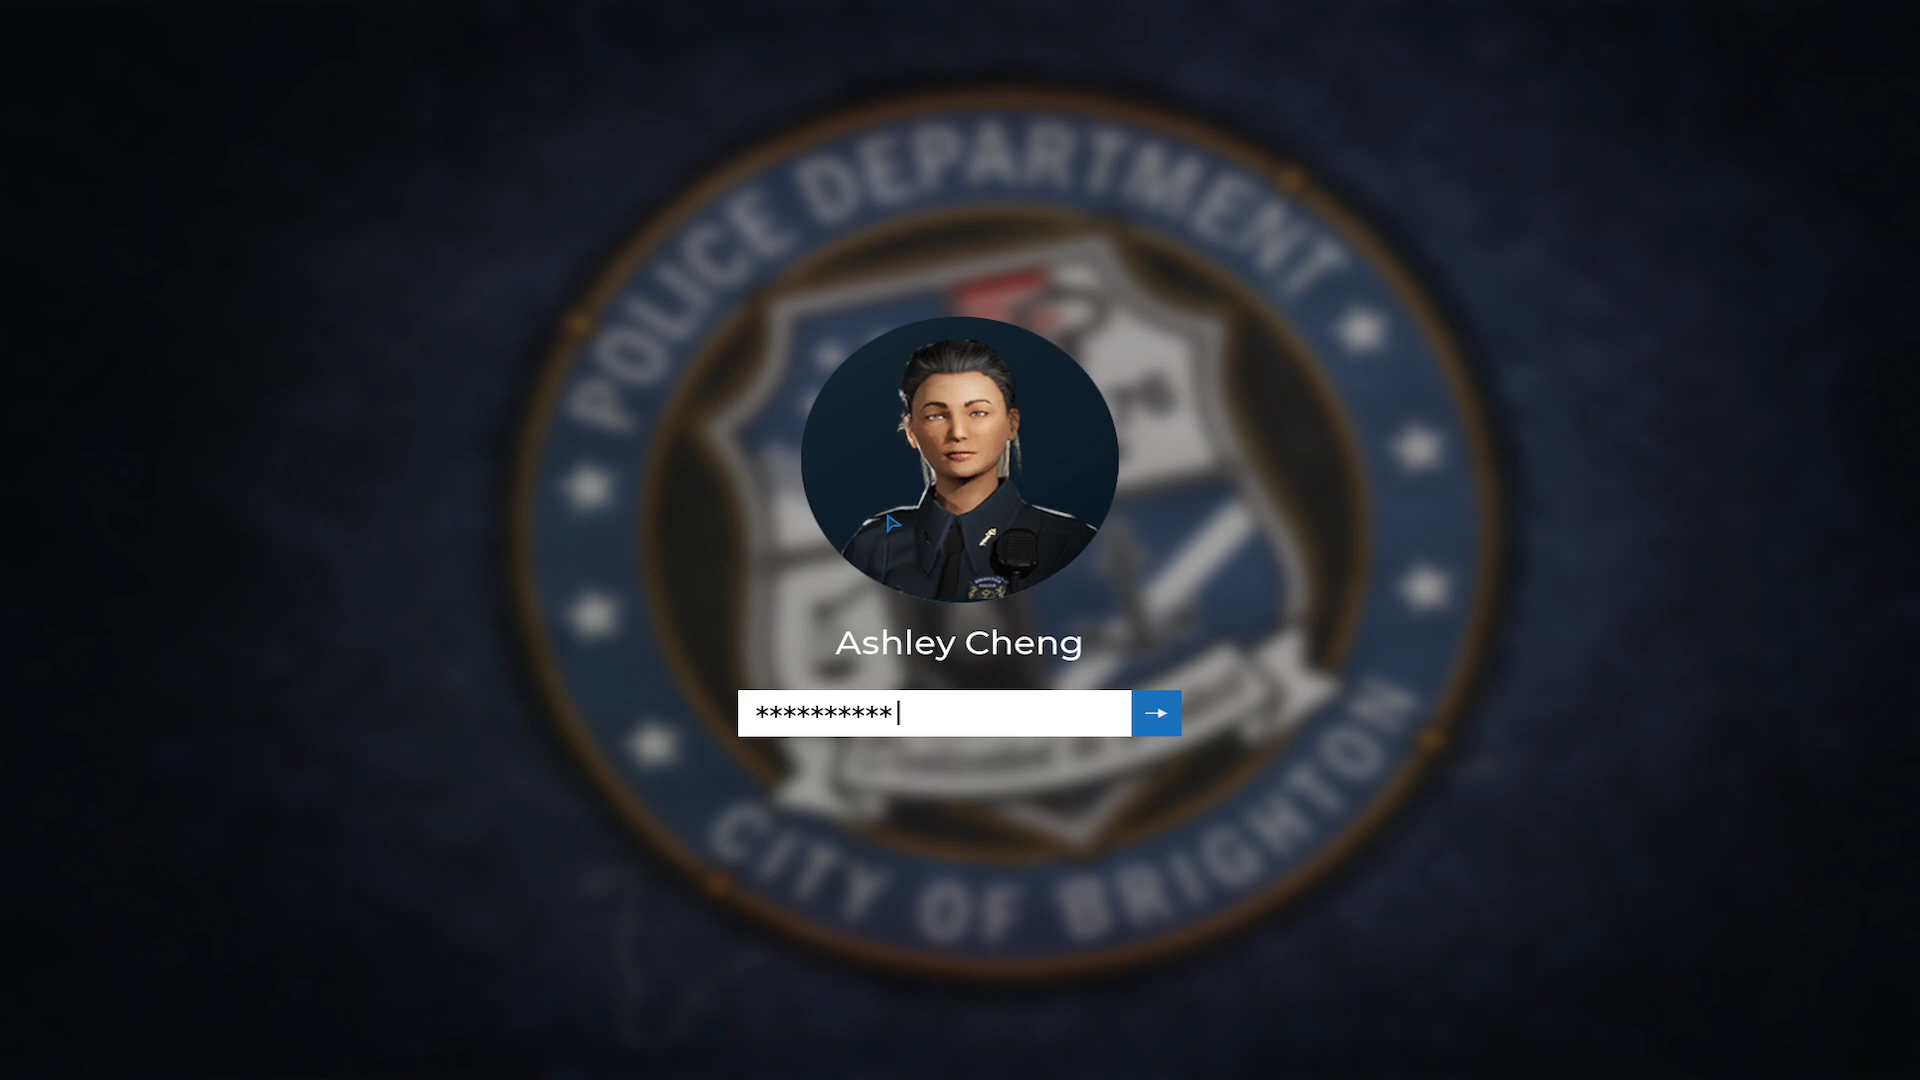 POLICE DEPARTMENT
Ashley Cheng
**********
CITY OF BRIGHTON